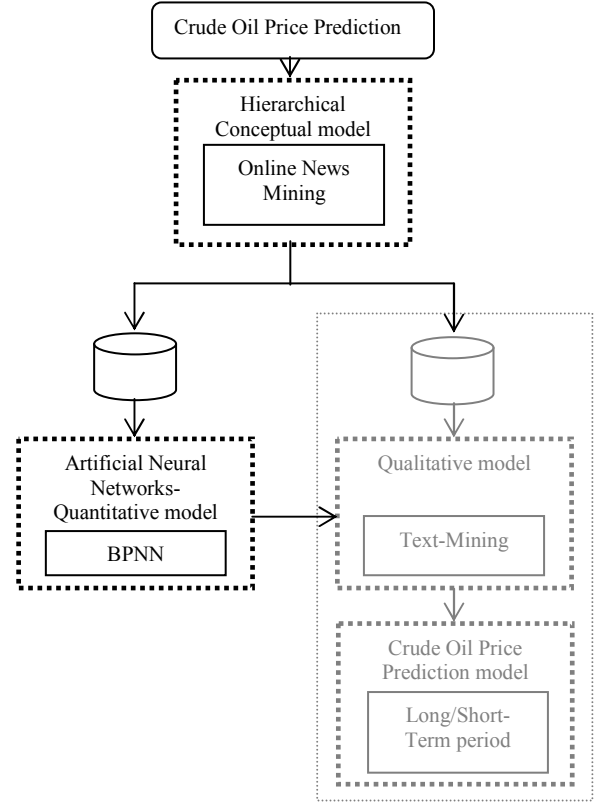 Crude Oil Price Prediction
Hierarchical
Conceptual model
Online News
Mining
Artificial Neural
Networks-
Quantitative model
BPNN
Qualitative model
Text-Mining
Crude Oil Price
Prediction model
Long/Short-
Term period